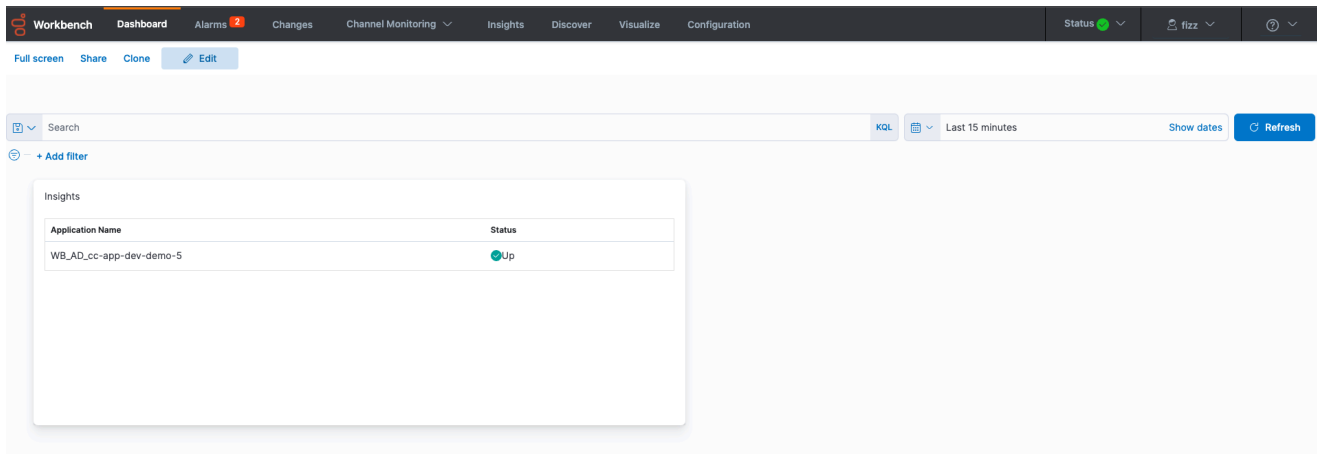 Workbench Dashboard Alarms 2 Changes Channel Monitoring Insights Discover Visualize Configuration Status fizz
Full screen Share Clone Edit
Search KQL Last 15 minutes Show dates Refresh
+ Add filter
Insights
Application Name Status
WB_AD_cc-app-dev-demo-5 Up